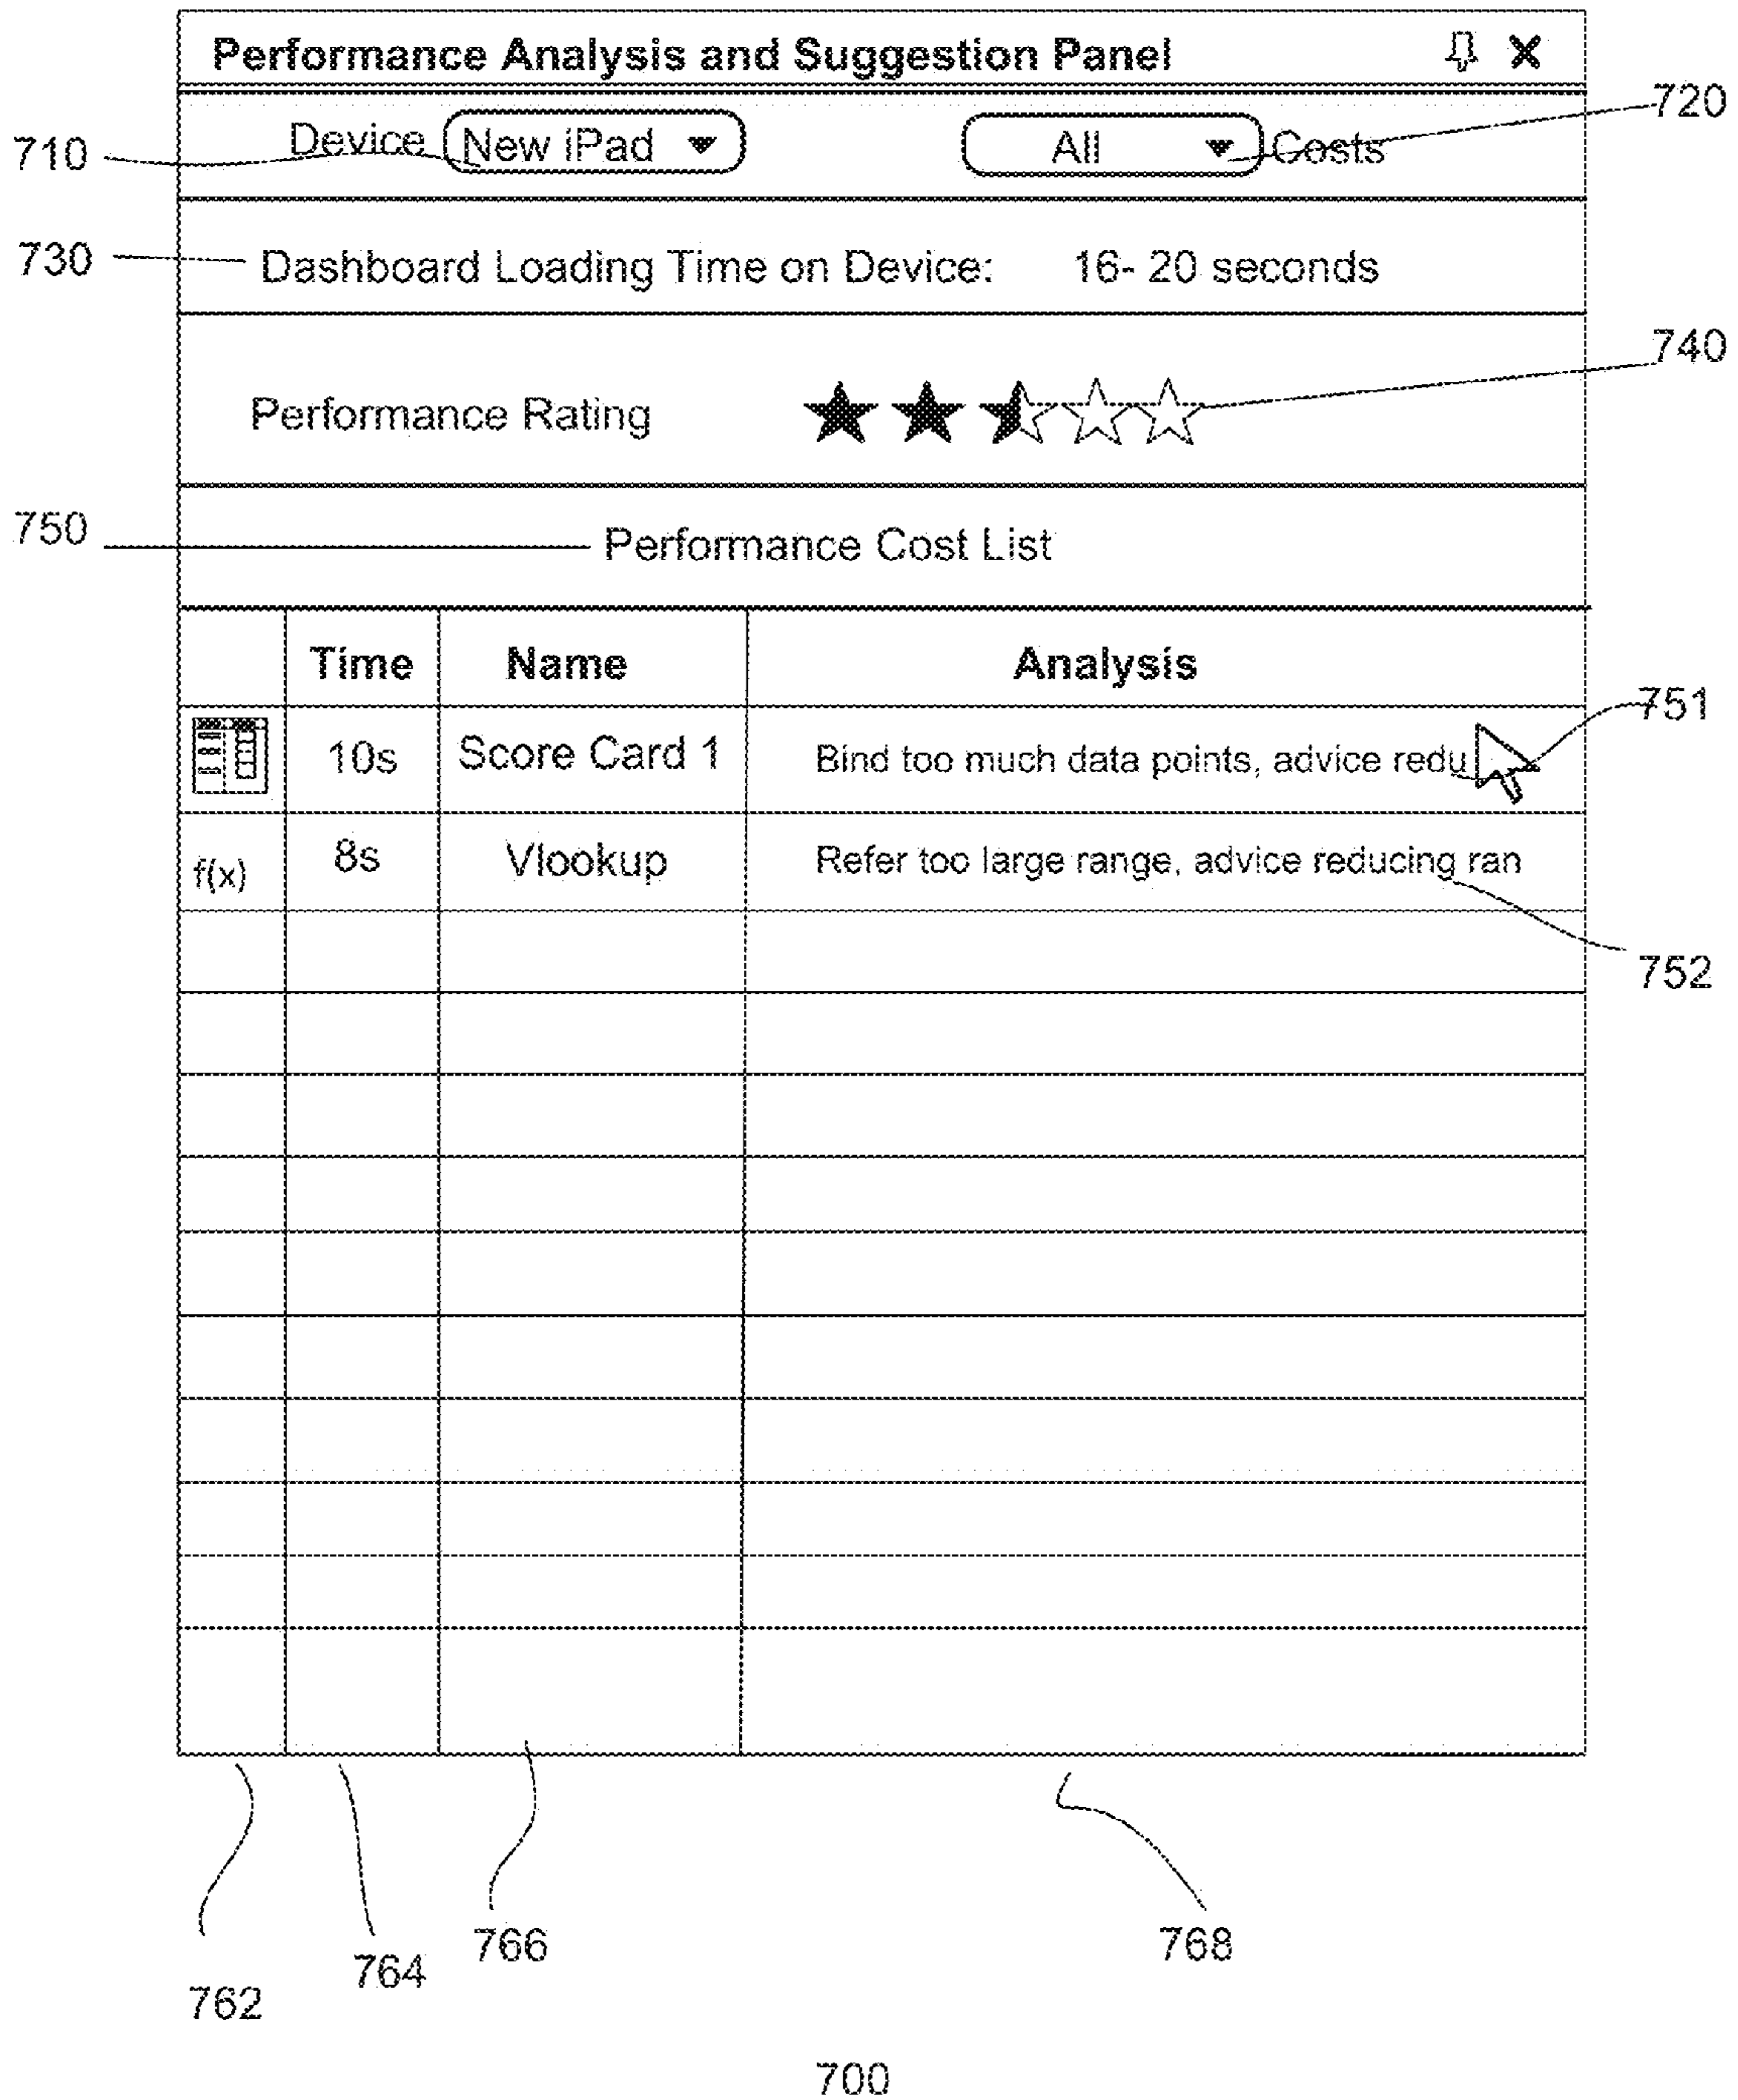 Performance Analysis and Suggestion Panel X
720
710 Device New iPad All Costs
730 Dashboard Loading Time on Device: 16- 20 seconds
740
Performance Rating
750 Performance Cost List
Time Name Analysis
751
10s Score Card 1 Bind too much data points, advice redu
f(x) 8s Vlookup Refer too large range, advice reducing ran
752
766 768
764
762
700